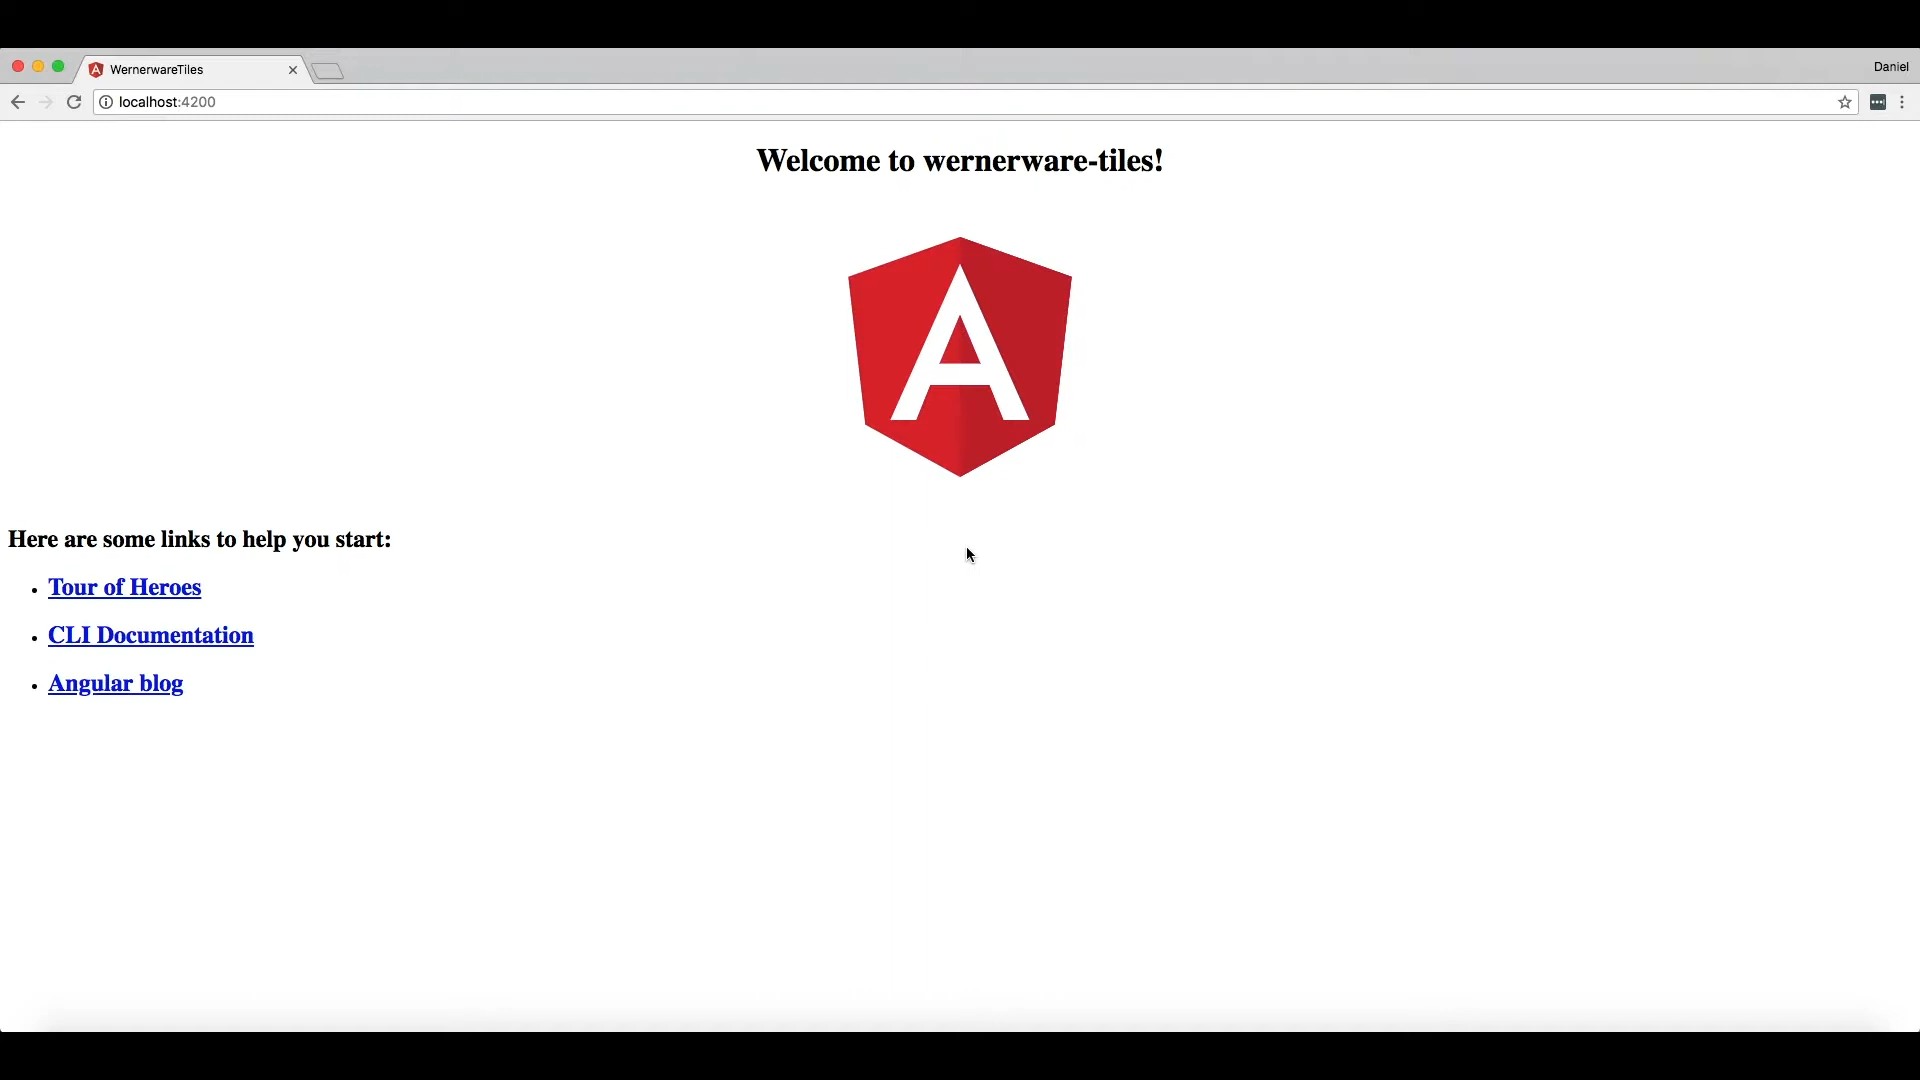 WernerwareTiles
Daniel
localhost:4200
Welcome to wernerware-tiles!
A
Here are some links to help you start:
Tour of Heroes
CLI Documentation
Angular blog